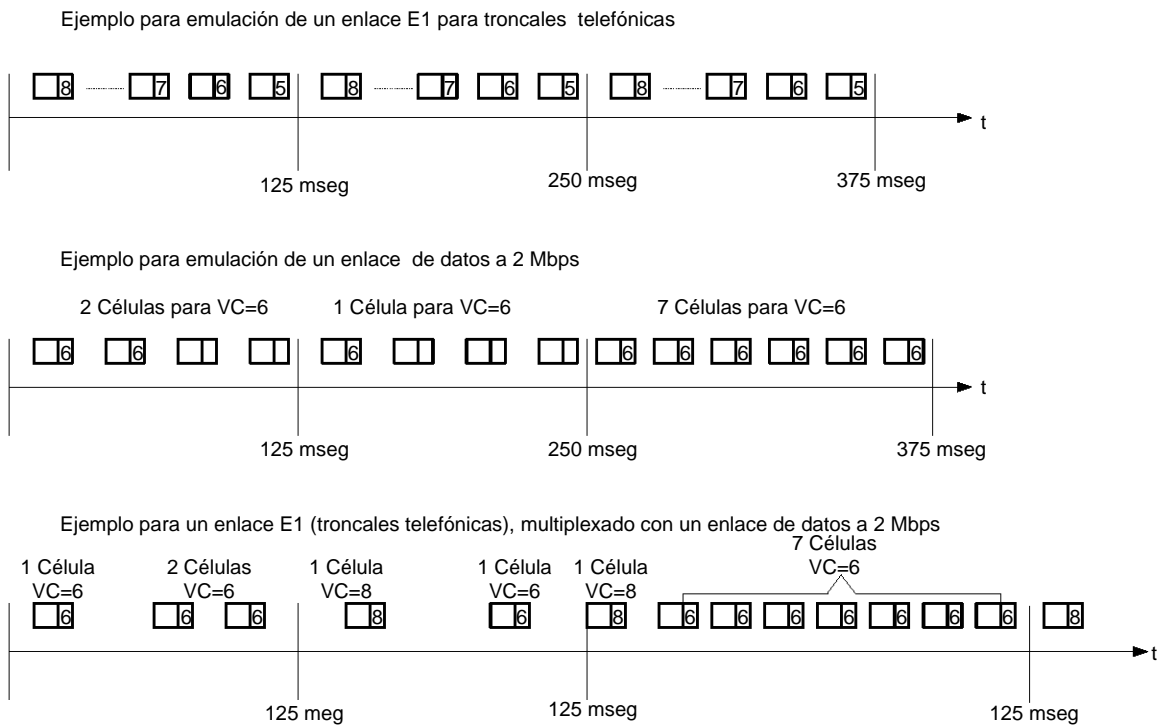 Ejemplo para emulación de un enlace E1 para troncales telefónicas
8 7 6 5 8 7 6 5 8 7 6 5
t
125 mseg 250 mseg 375 mseg
Ejemplo para emulación de un enlace de datos a 2 Mbps
2 Células para VC=6 1 Célula para VC=6 7 Células para VC=6
6 6 6 6 6 6 6 6 6
t
125 mseg 250 mseg 375 mseg
Ejemplo para un enlace E1 (troncales telefónicas), multiplexado con un enlace de datos a 2 Mbps
1 Célula 2 Células 1 Célula 1 Célula 1 Célula 7 Células
VC=6 VC=6 VC=8 VC=6 VC=8 VC=6
6 6 6 8 6 8 6 6 6 6 6 6 6 8
t
125 meg 125 mseg 125 mseg